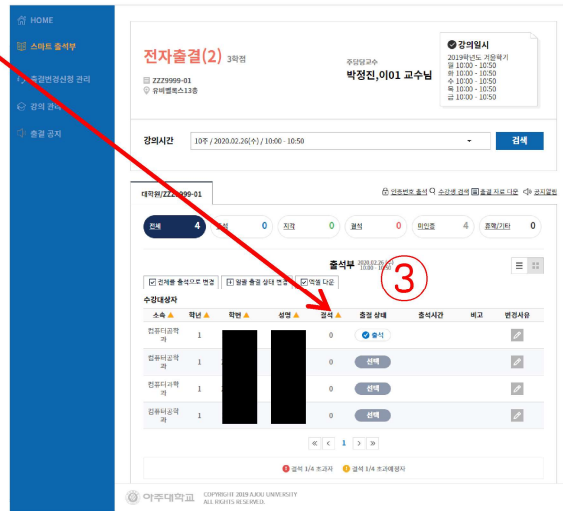 HOME
스마트 출석부
출결변경신청 관리
강의 관리
출결 공지
전자출결(2) 3학점
ZZZ9999-01
유비벨록스13층
주담당교수
박정진,이01 교수님
강의일시
2019학년도 겨울학기
월 10:00 - 10:50
화 10:00 - 10:50
수 10:00 - 10:50
목 10:00 - 10:50
금 10:00 - 10:50
강의시간 10주 / 2020.02.26(수) / 10:00 - 10:50 검색
대학원/ZZZ9999-01
인증번호 출석 수강생 검색 출결 자료 다운 공지알림
전체 4 출석 0 지각 0 결석 0 미인증 4 휴학/기타 0
출석부 2020.02.26 (수)
10:00 - 10:50
③
전체를 출석으로 변경 일괄 출결 상태 변경 엑셀 다운
수강대상자
소속 학년 학번 성명 결석 출결 상태 출석시간 비고 변경사유
컴퓨터공학과 1 0 출석
컴퓨터공학과 1 0 선택
컴퓨터공학과 1 0 선택
컴퓨터공학과 1 0 선택
« < 1 > »
결석 1/4 초과자 결석 1/4 초과예정자
아주대학교 COPYRIGHT 2019 AJOU UNIVERSITY
ALL RIGHTS RESERVED.